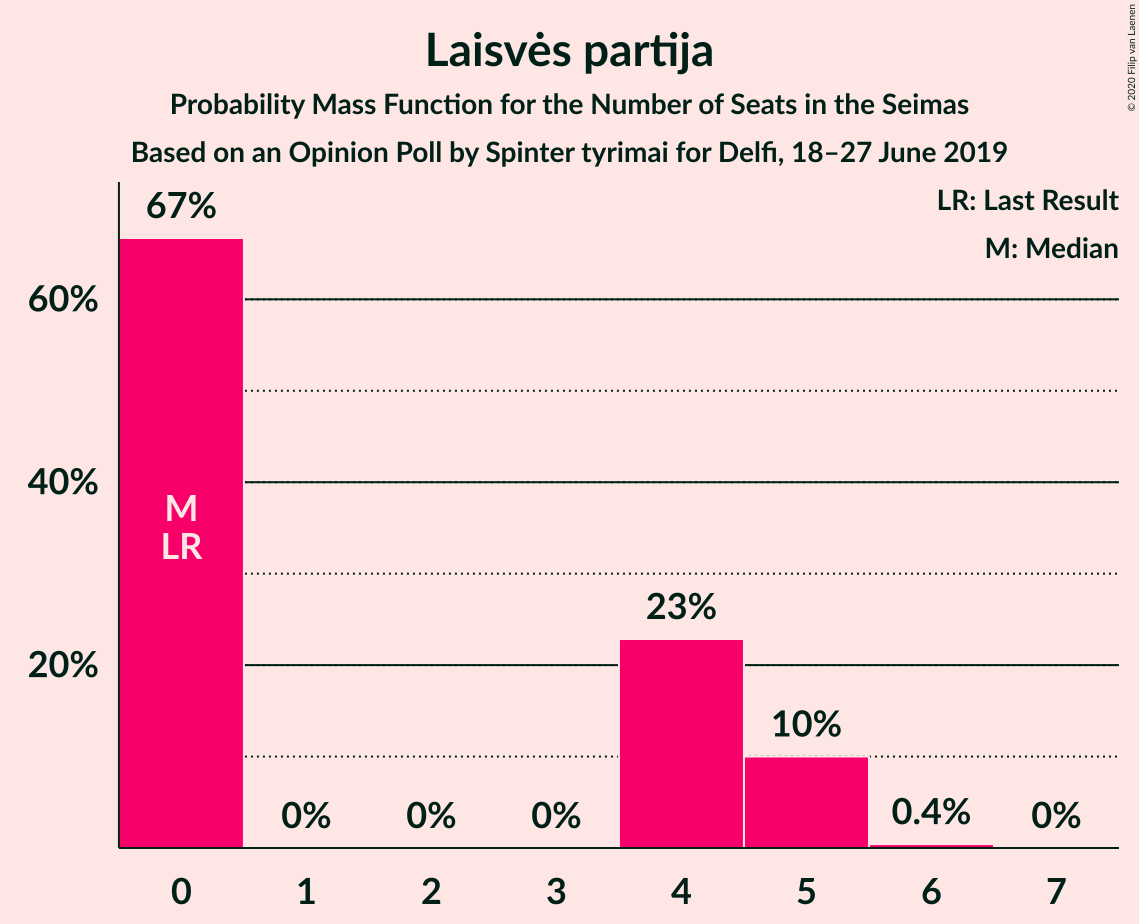 Laisvės partija
Probability Mass Function for the Number of Seats in the Seimas
Based on an Opinion Poll by Spinter tyrimai for Delfi, 18–27 June 2019
© 2020 Filip van Laenen
LR: Last Result
M: Median
67%
60%
40%
20%
M
LR
0%
0%
0%
23%
10%
0.4%
0%
0
1
2
3
4
5
6
7